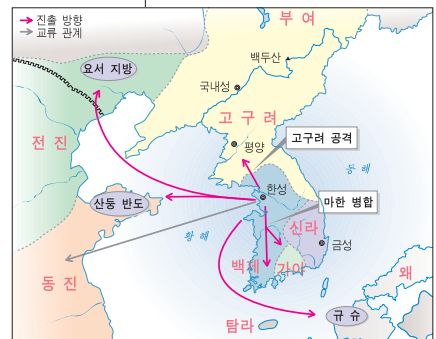 진출 방향
교류 관계
부여
백두산
요서 지방
국내성
고구려
전진
평양
고구려 공격
동해
한성
산둥 반도
마한 병합
신라
황해
금성
백제
가야
왜
동진
규슈
탐라